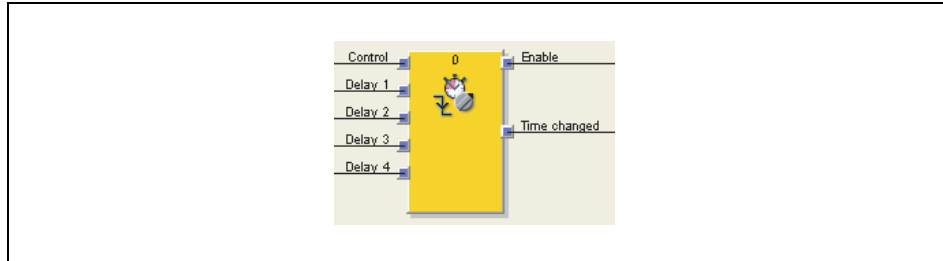 Control
0
Enable
Delay 1
Delay 2
Time changed
Delay 3
Delay 4